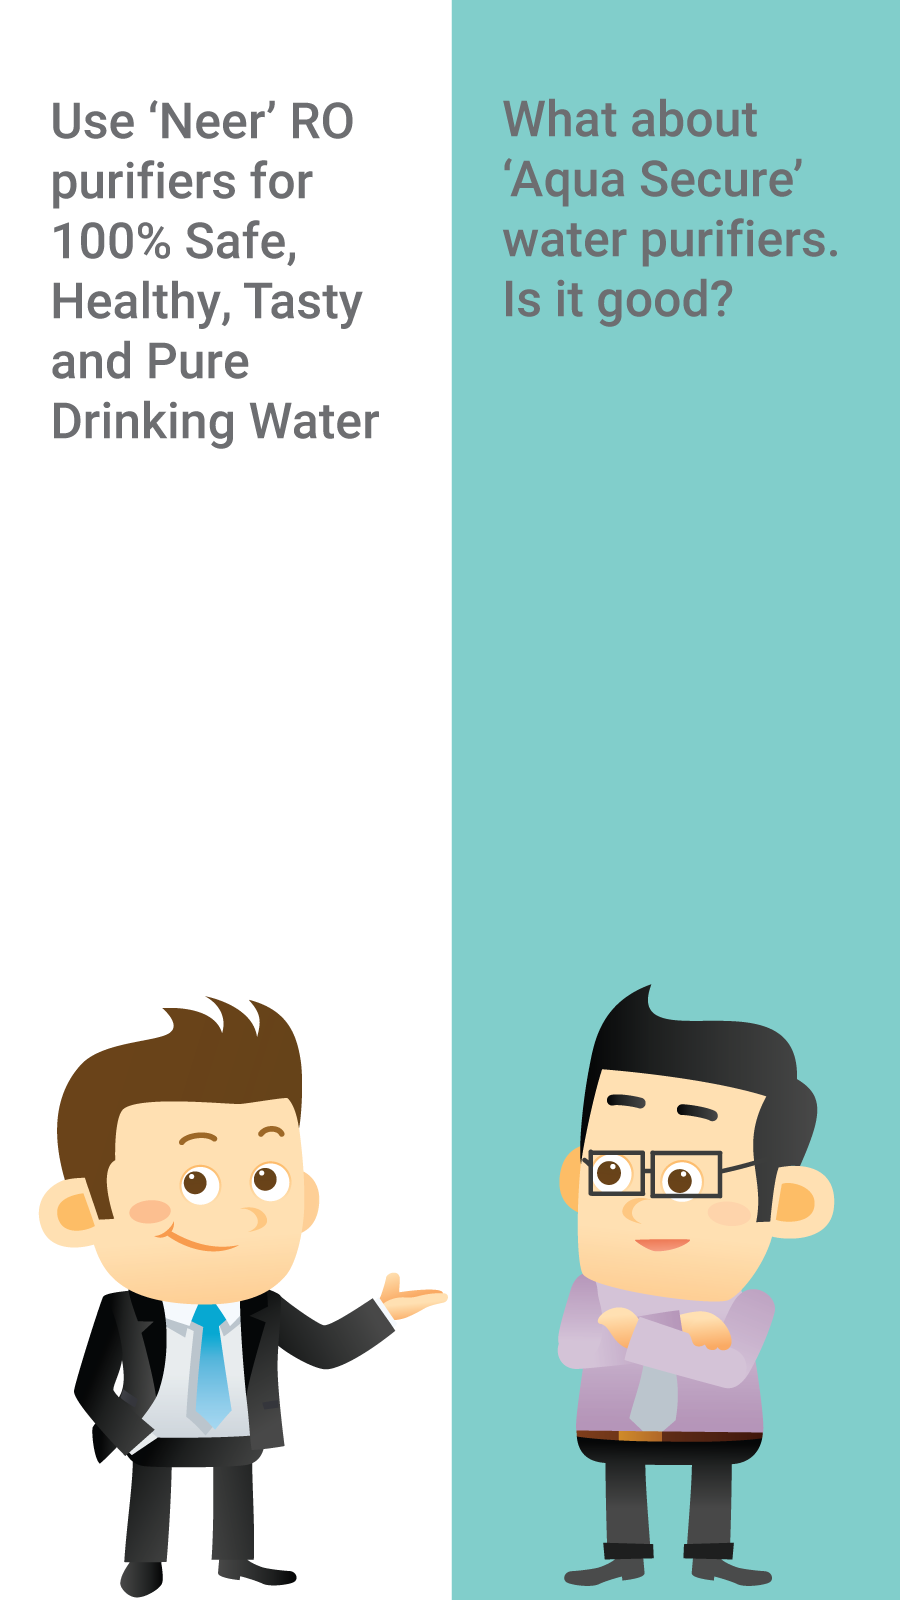 Use ‘Neer’ RO
purifiers for
100% Safe,
Healthy, Tasty
and Pure
Drinking Water
What about
‘Aqua Secure’
water purifiers.
Is it good?